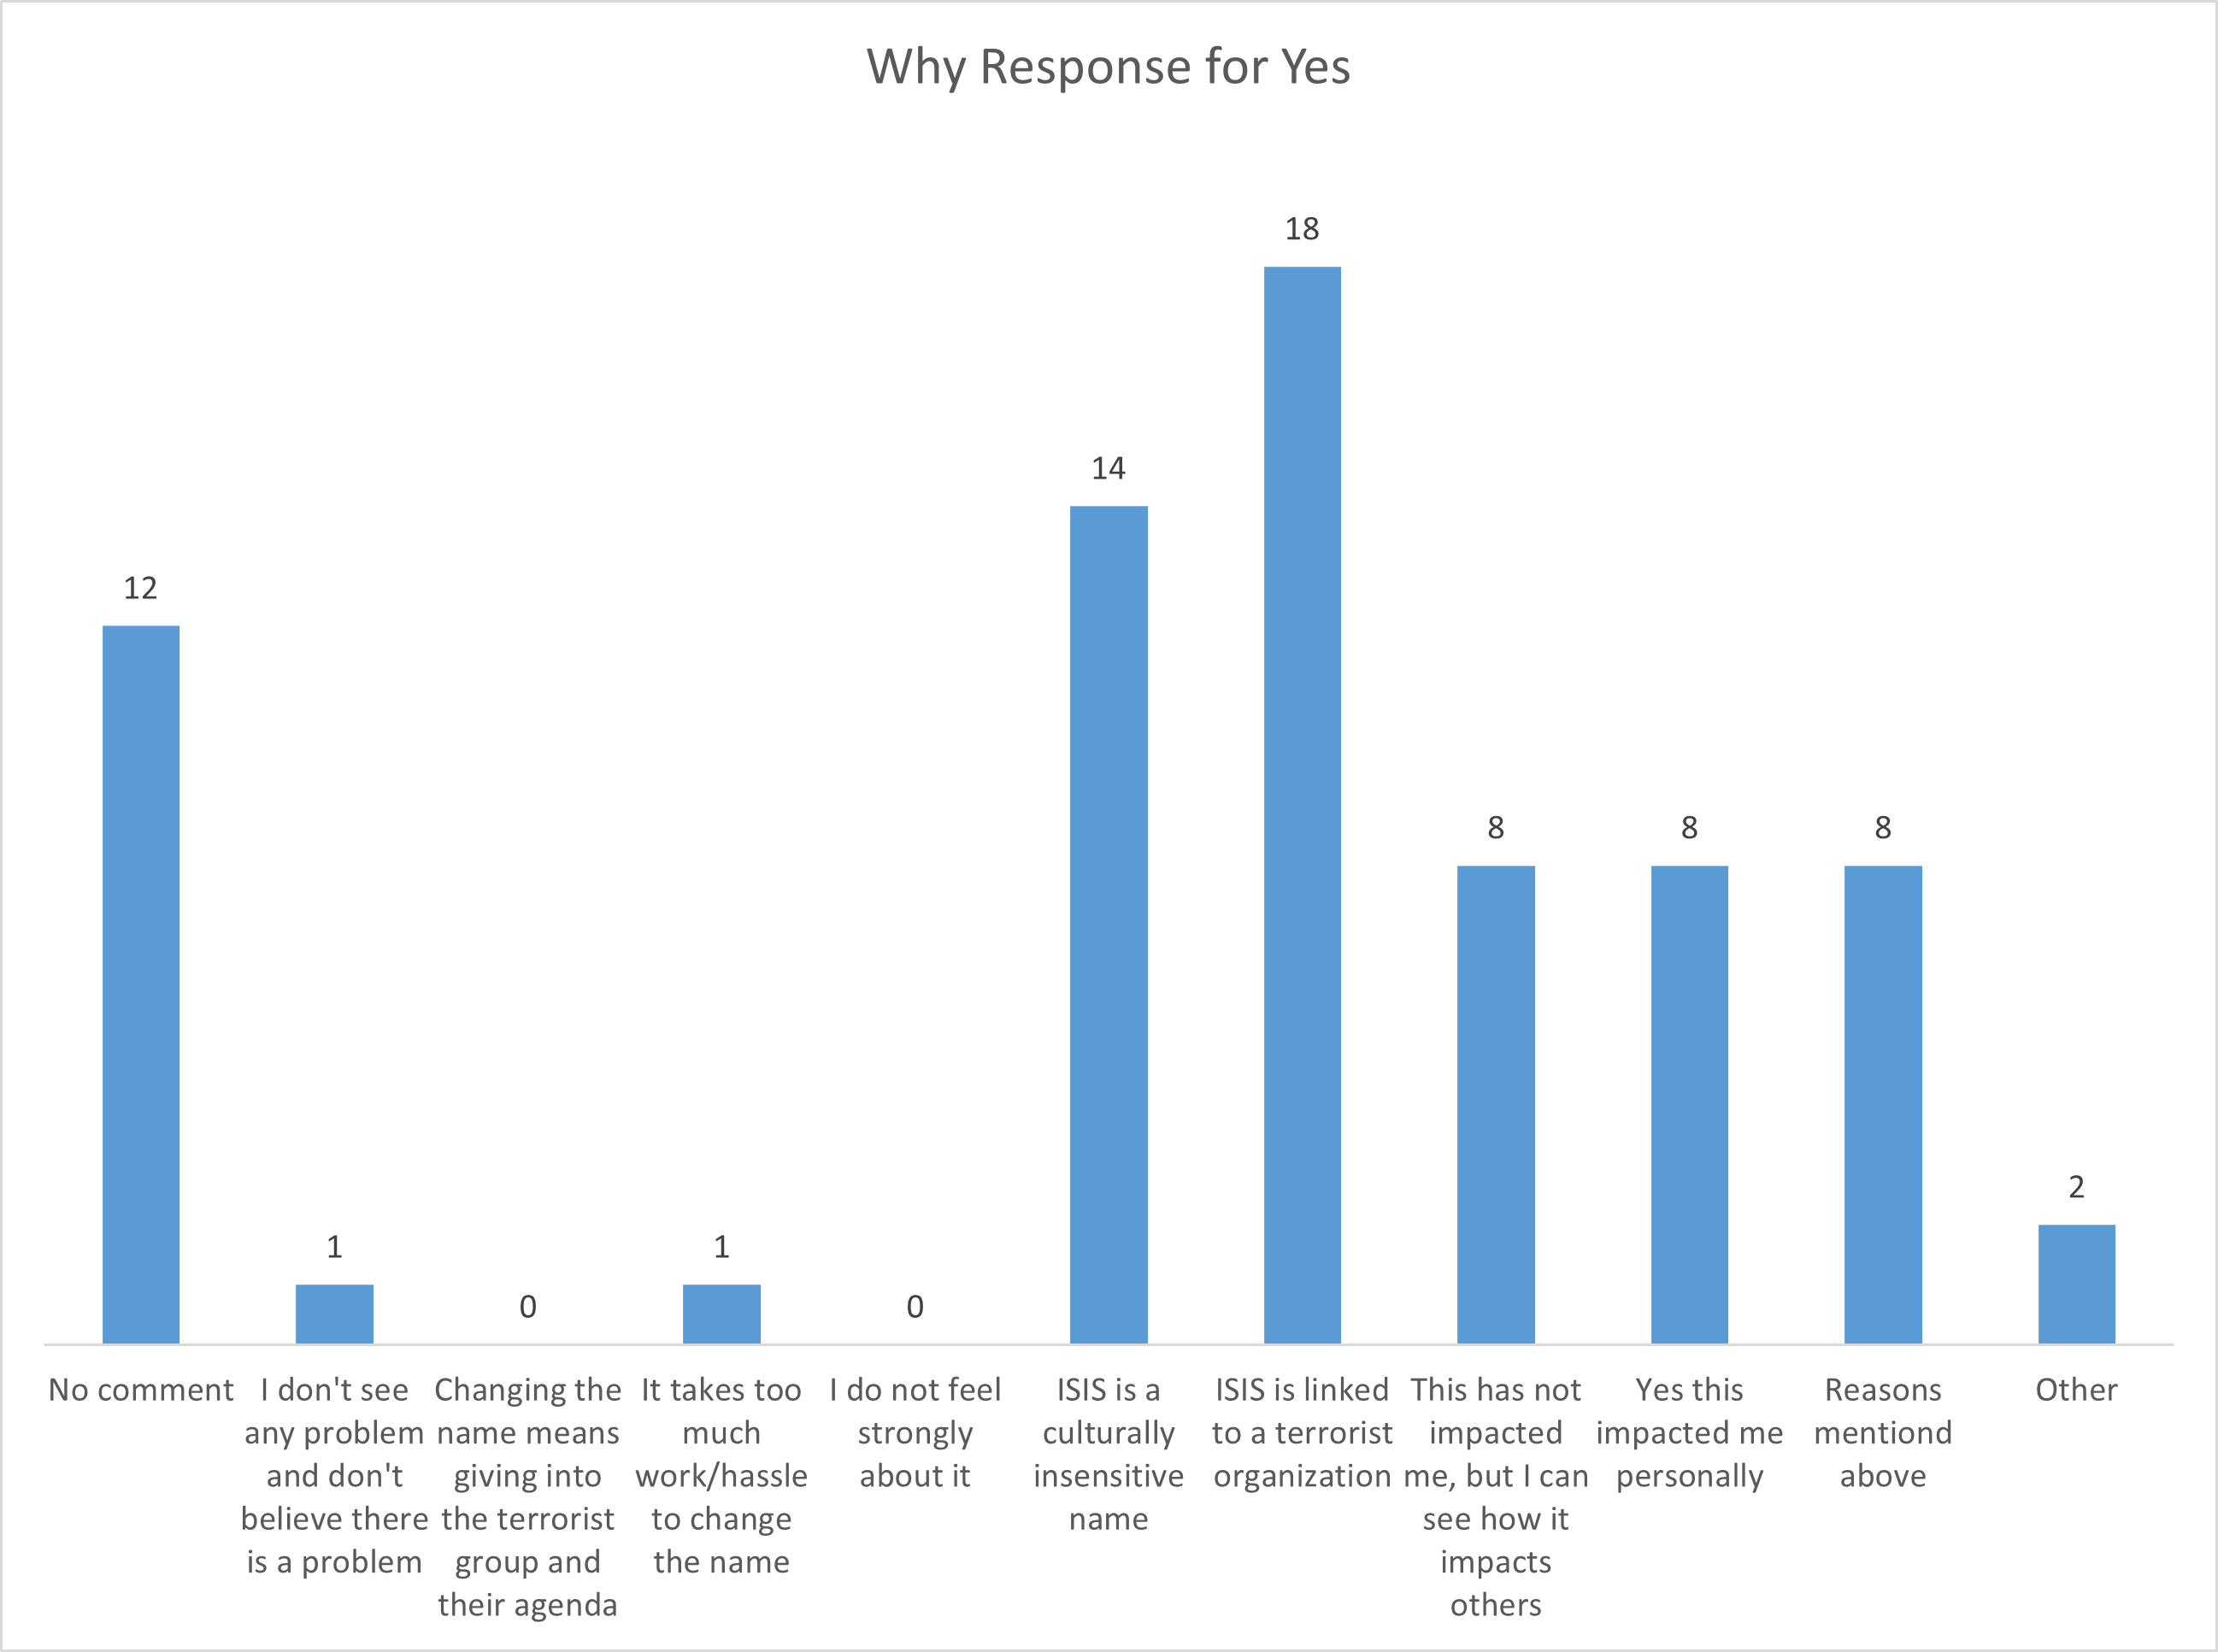 Why Response for Yes
18
14
12
8
8
8
2
1
1
0
0
No comment
I don't see
any problem
and don't
believe there
is a problem
Changing the
name means
giving into
the terrorist
group and
their agenda
It takes too
much
work/hassle
to change
the name
I do not feel
strongly
about it
ISIS is a
culturally
insensitive
name
ISIS is linked
to a terrorist
organization
This has not
impacted
me, but I can
see how it
impacts
others
Yes this
impacted me
personally
Reasons
mentiond
above
Other